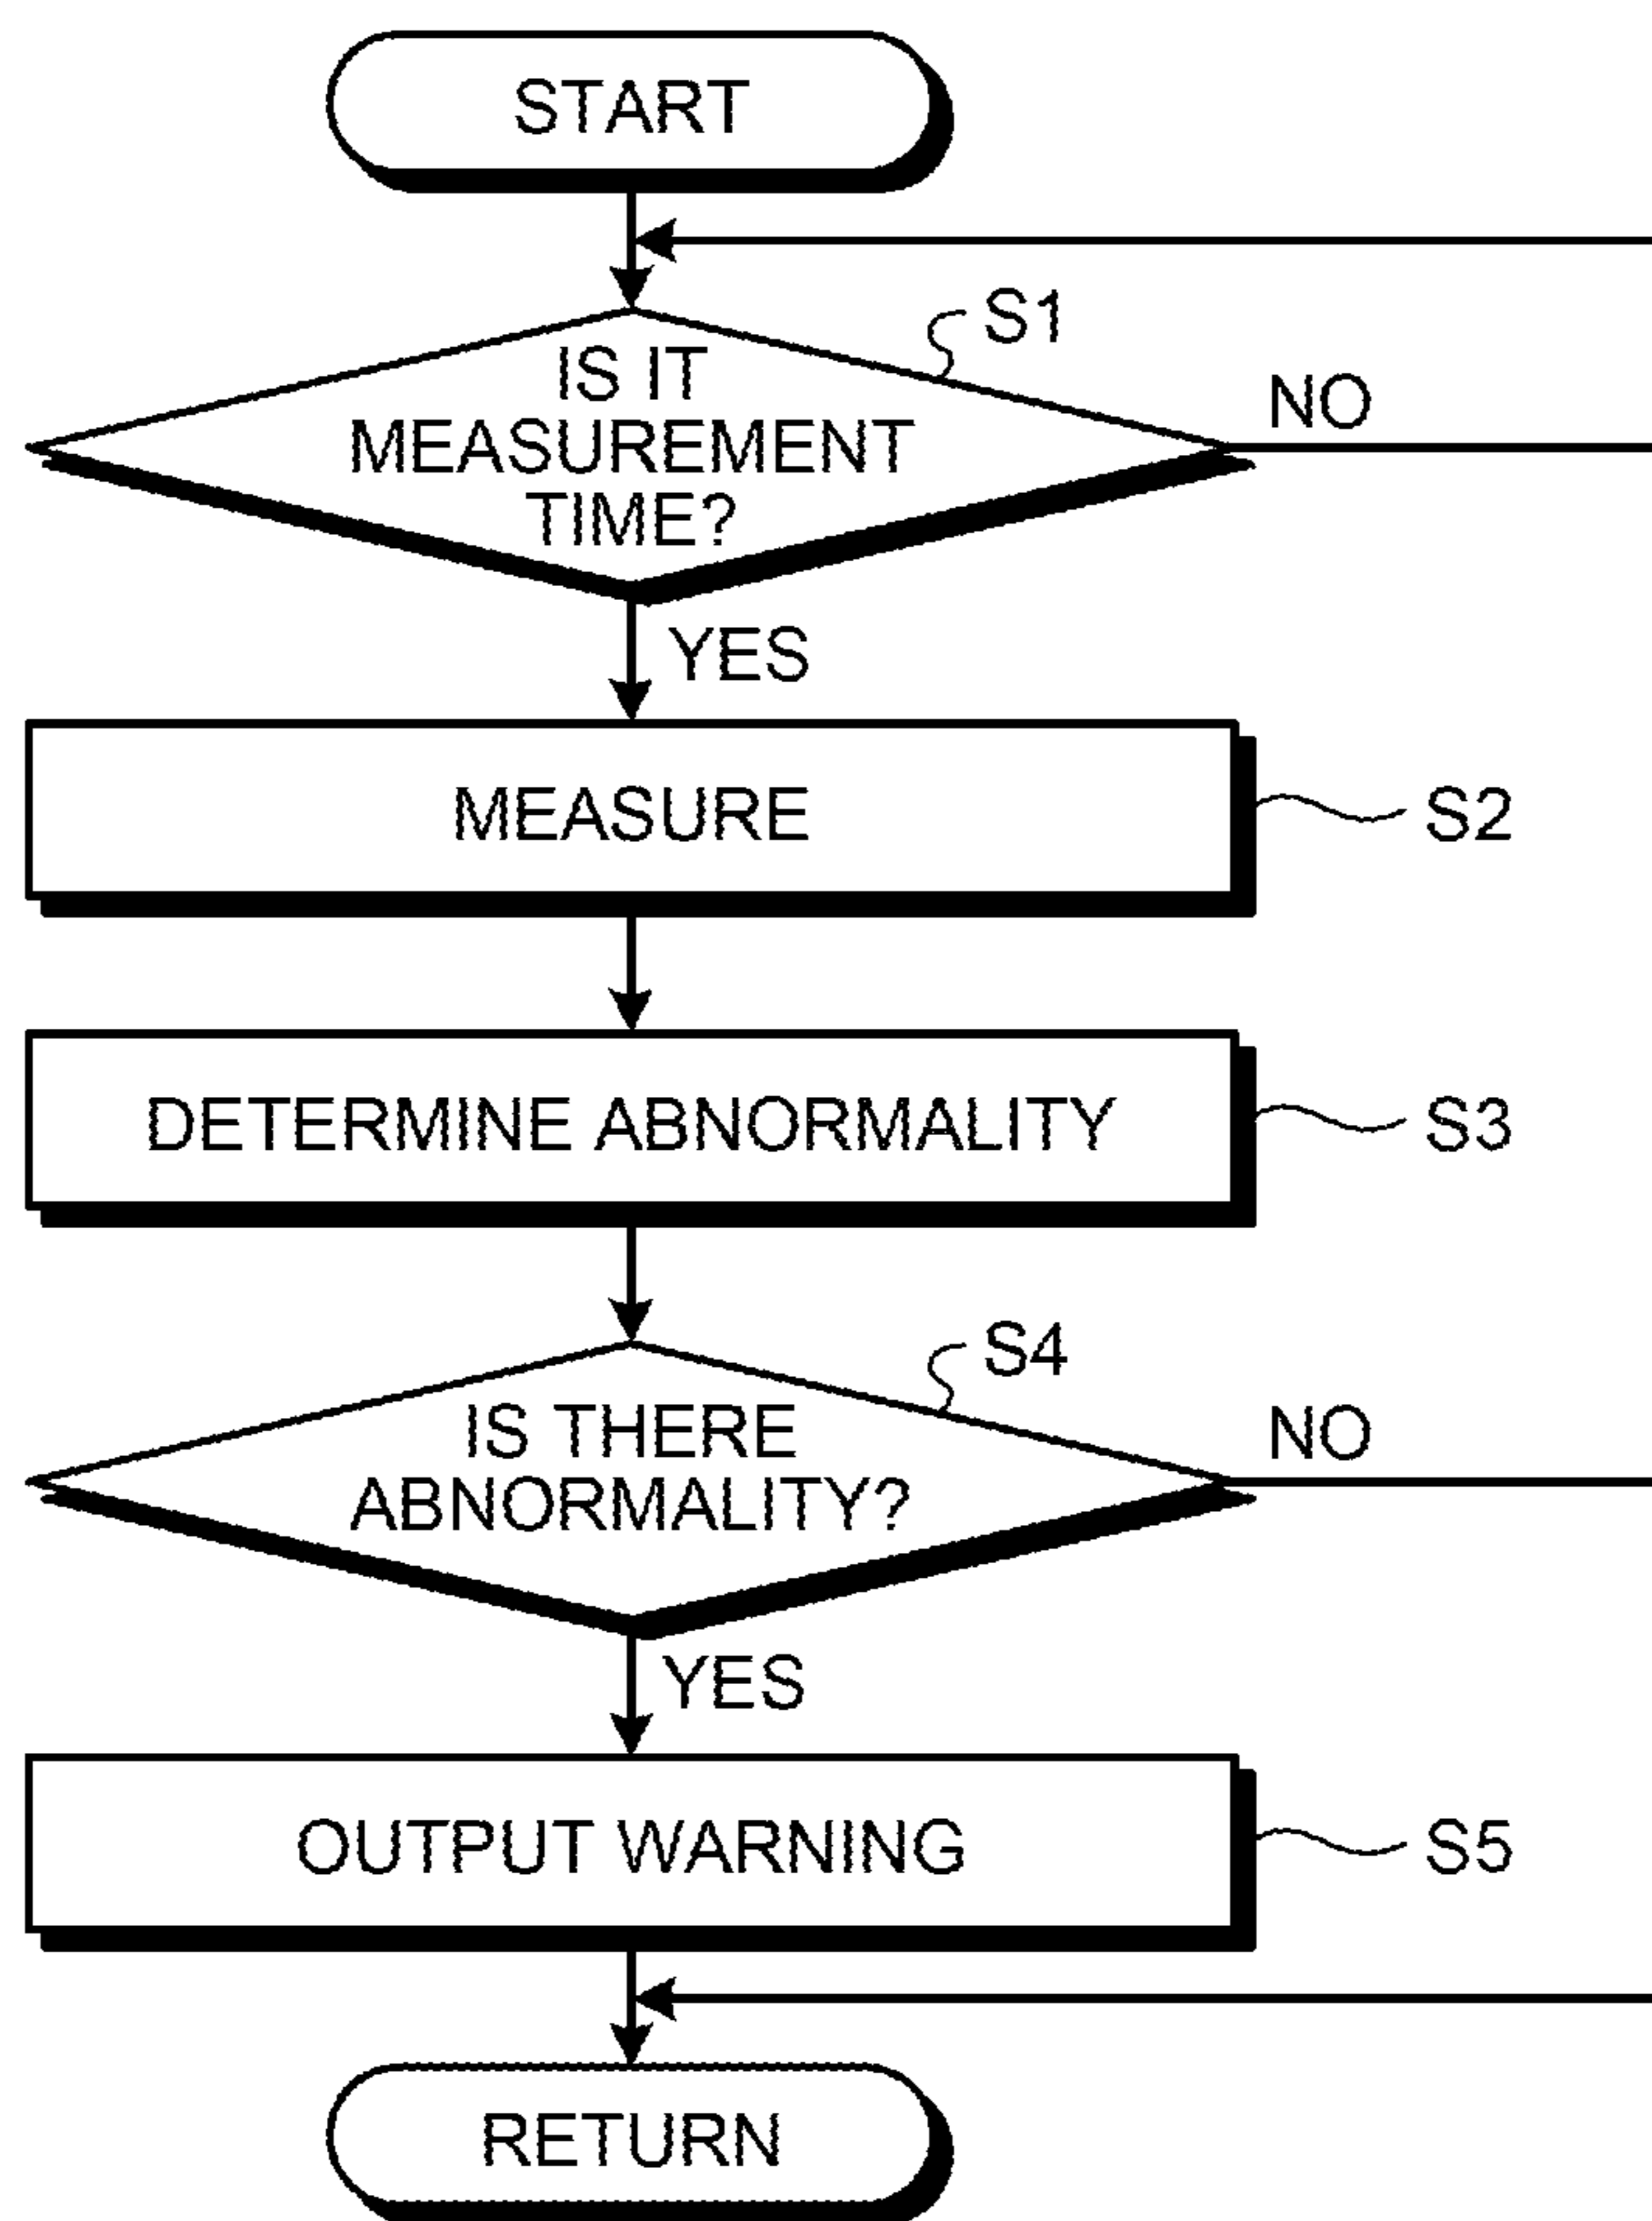 START
S1
IS IT
MEASUREMENT
TIME?
NO
YES
MEASURE
S2
DETERMINE ABNORMALITY
S3
S4
IS THERE
ABNORMALITY?
NO
YES
OUTPUT WARNING
S5
RETURN